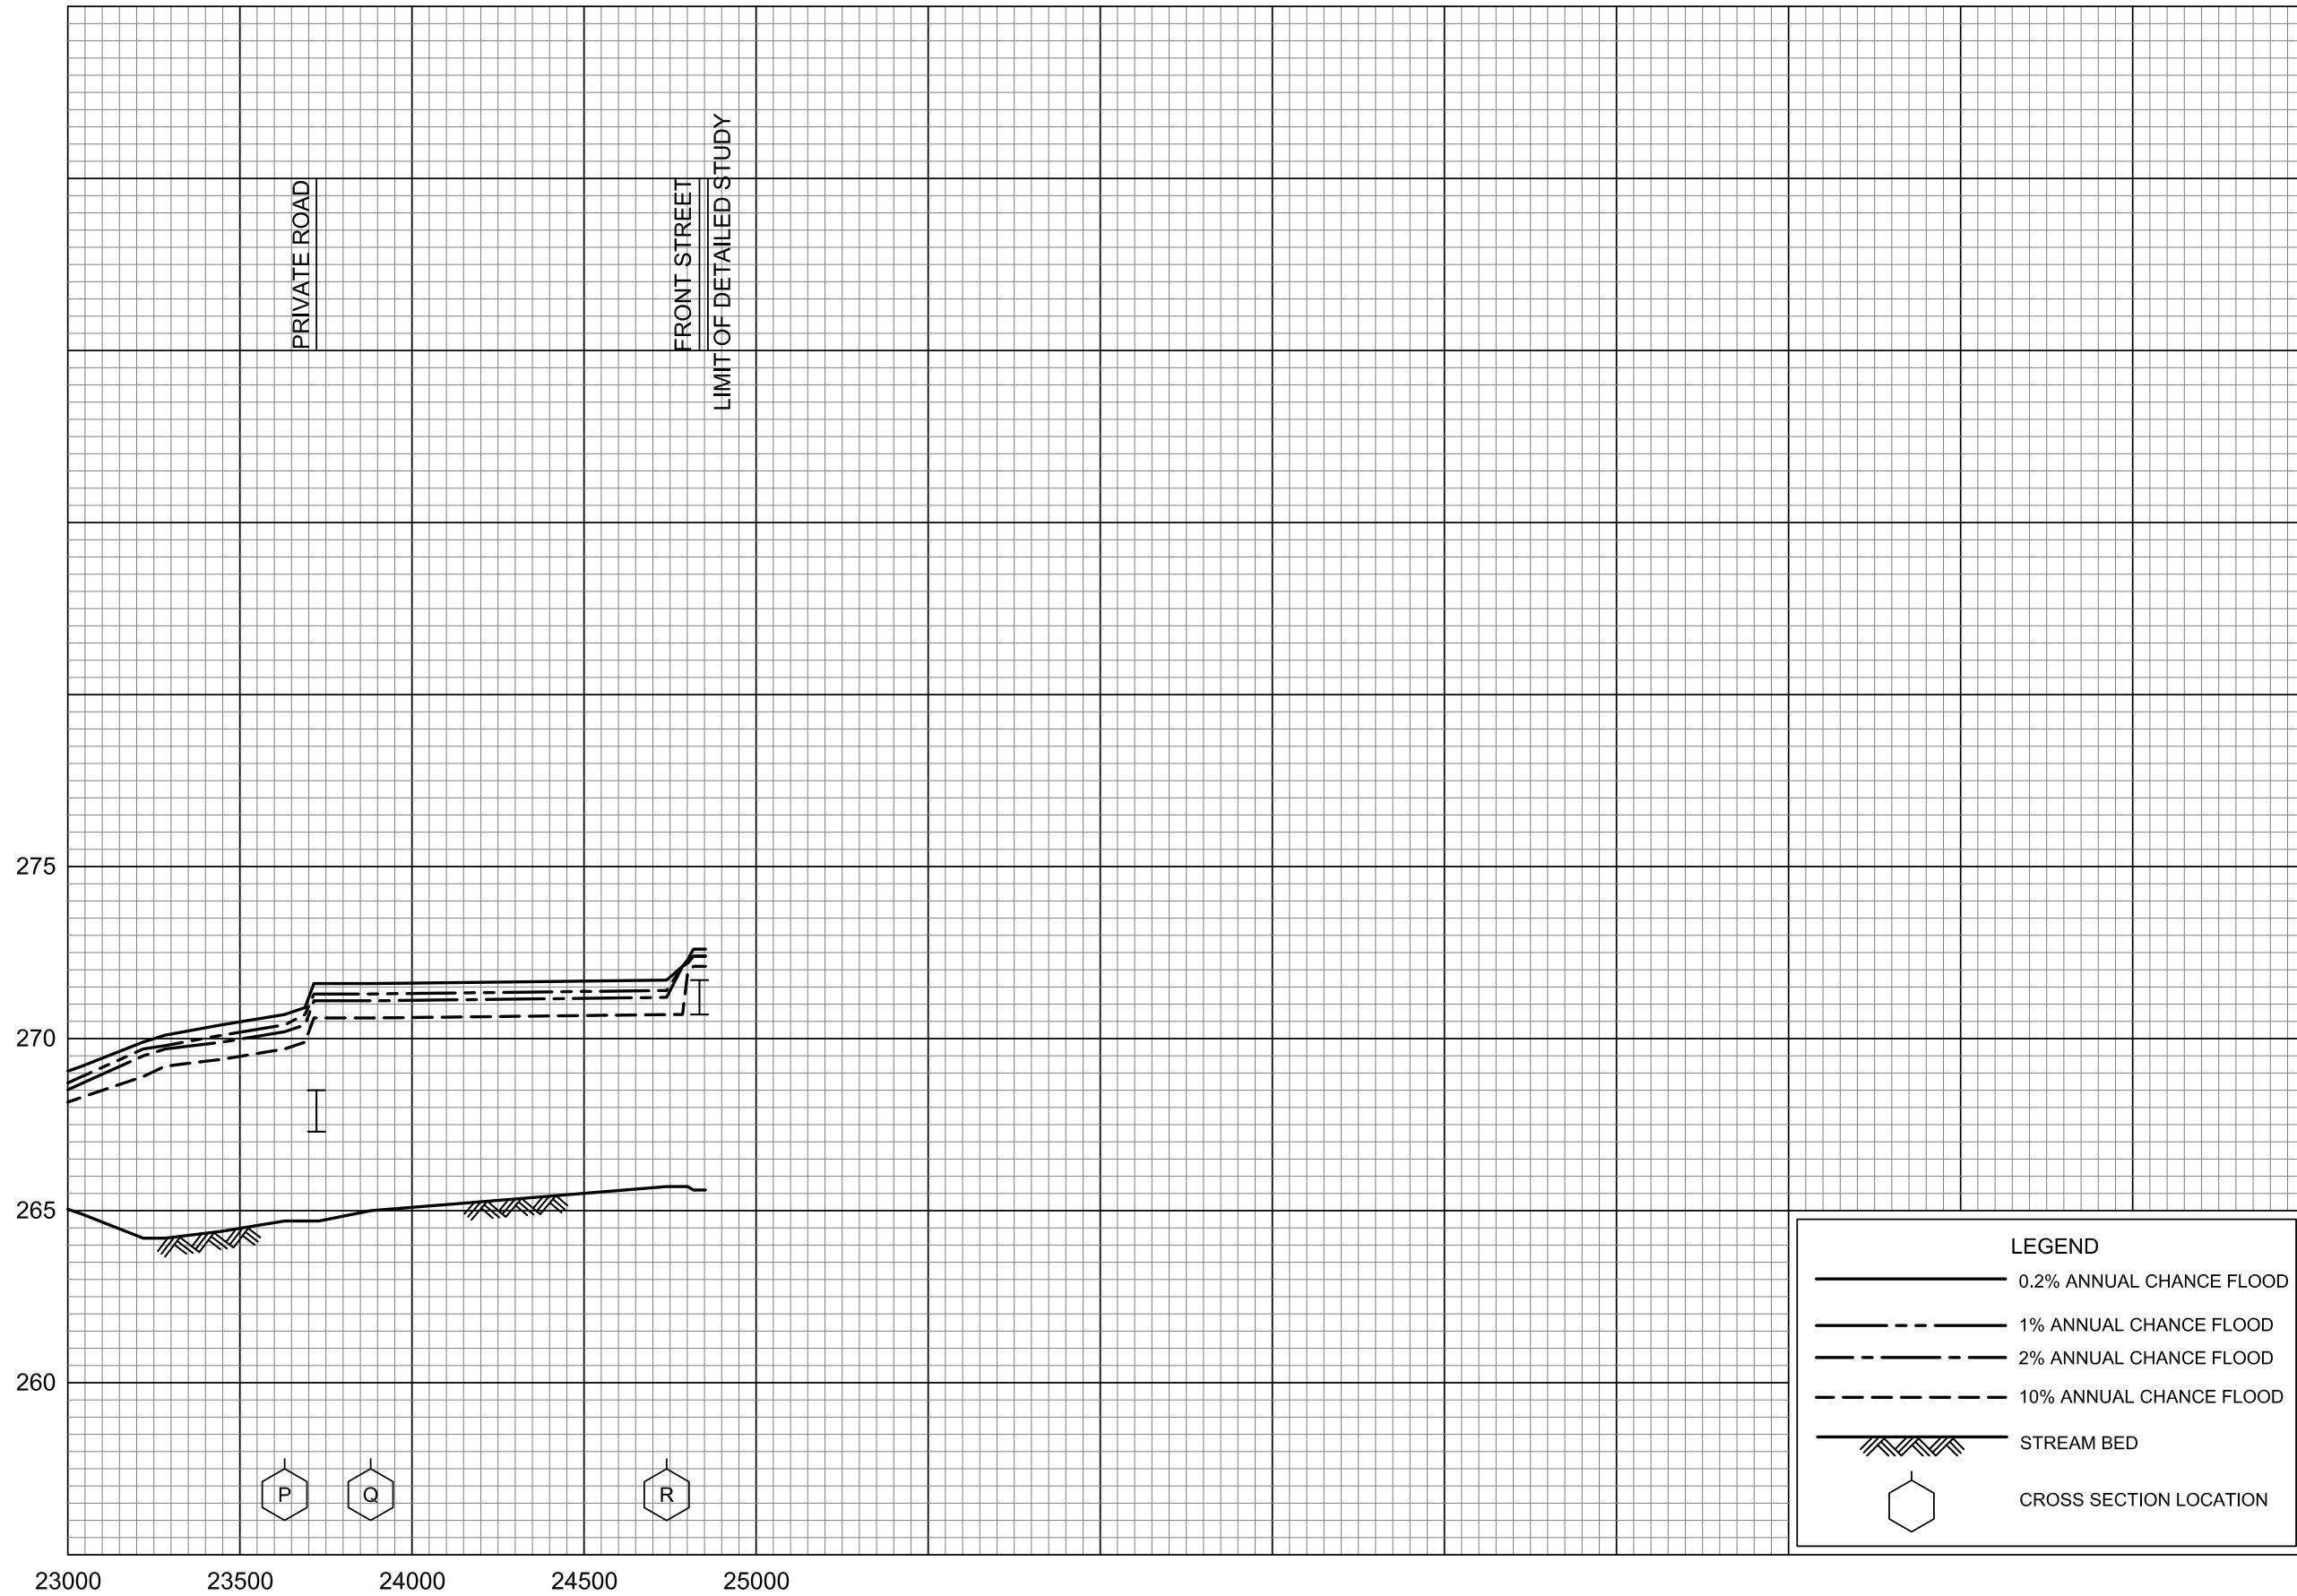 PRIVATE ROAD
FRONT STREET
LIMIT OF DETAILED STUDY
275
270
265
260
P
Q
R
23000
23500
24000
24500
25000
LEGEND
0.2% ANNUAL CHANCE FLOOD
1% ANNUAL CHANCE FLOOD
2% ANNUAL CHANCE FLOOD
10% ANNUAL CHANCE FLOOD
STREAM BED
CROSS SECTION LOCATION